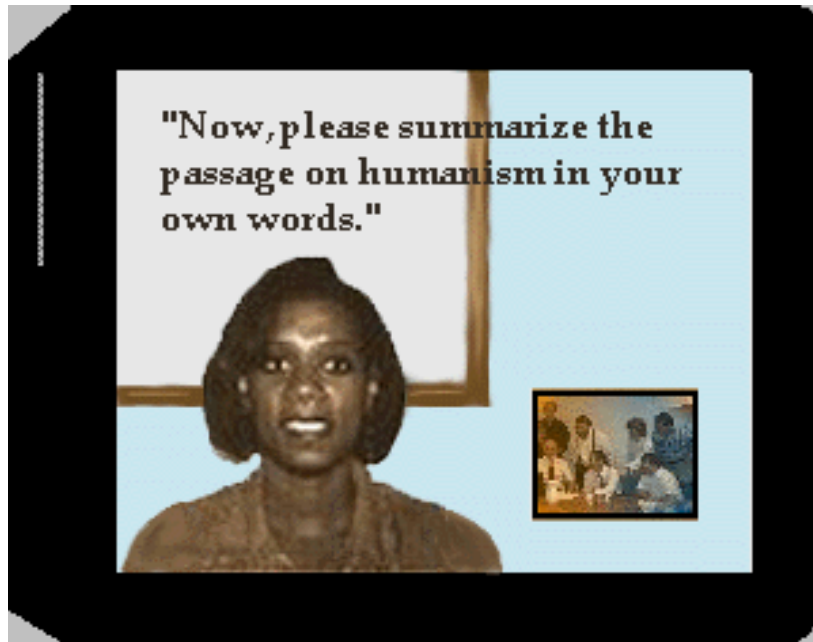 "Now, please summarize the
passage on humanism in your
own words."